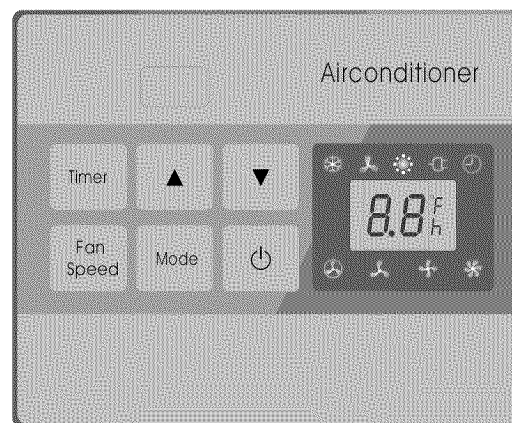 Airconditioner
Timer ▲ ▼
8.8 F
h
Fan
Speed
Mode